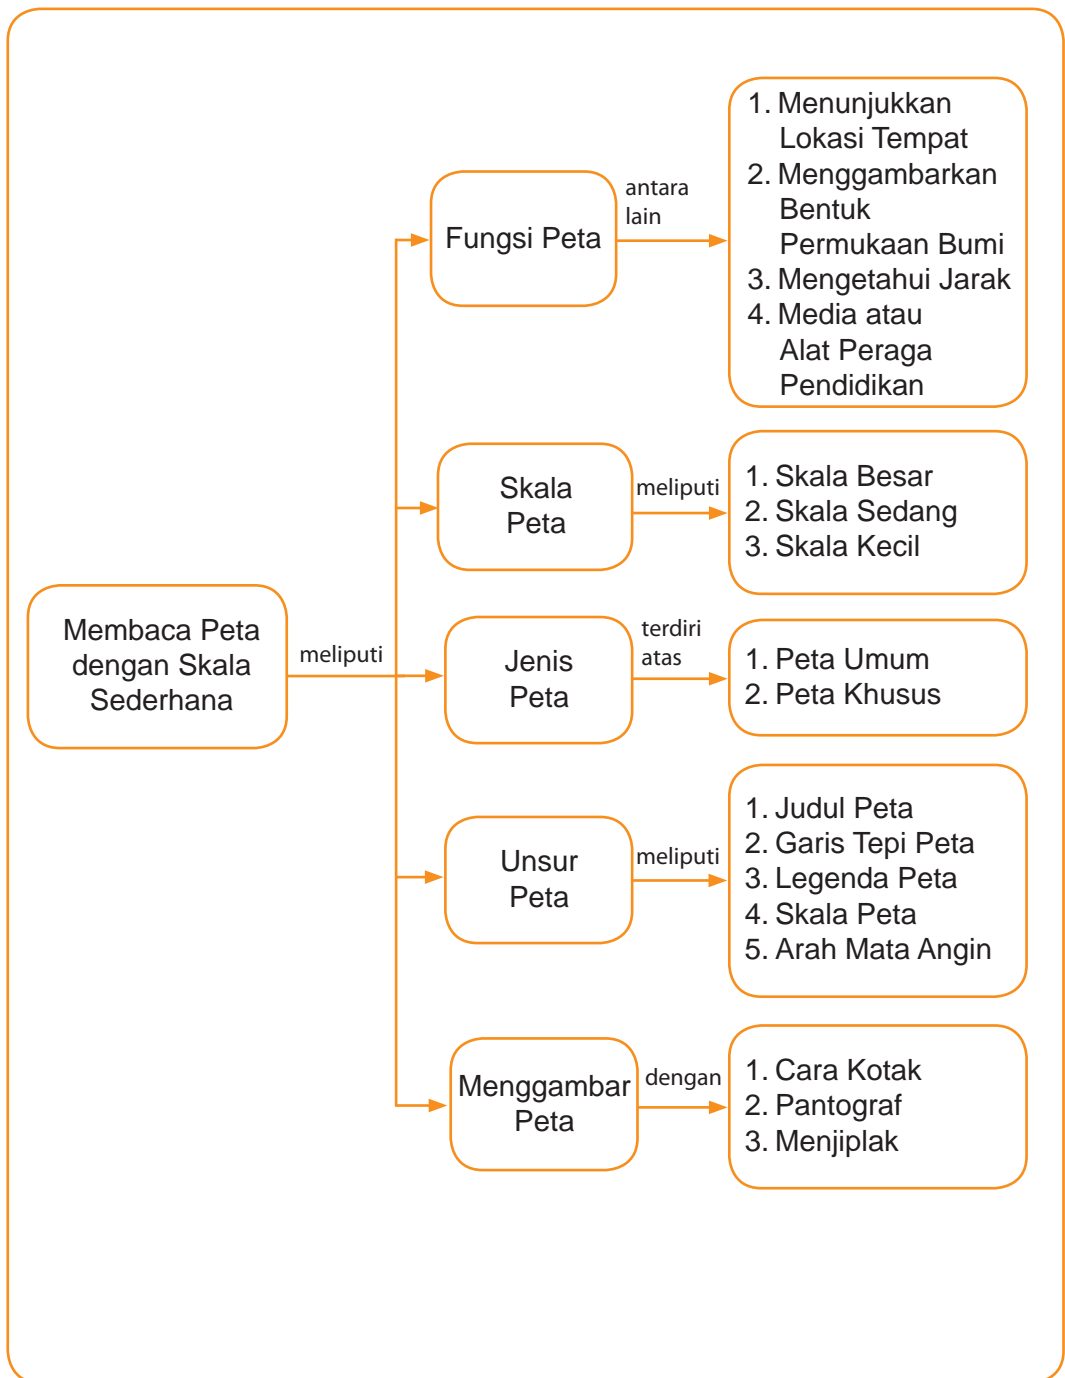 Membaca Peta
dengan Skala
Sederhana
meliputi
Fungsi Peta
antara
lain
1. Menunjukkan
Lokasi Tempat
2. Menggambarkan
Bentuk
Permukaan Bumi
3. Mengetahui Jarak
4. Media atau
Alat Peraga
Pendidikan
Skala
Peta
meliputi
1. Skala Besar
2. Skala Sedang
3. Skala Kecil
Jenis
Peta
terdiri
atas
1. Peta Umum
2. Peta Khusus
Unsur
Peta
meliputi
1. Judul Peta
2. Garis Tepi Peta
3. Legenda Peta
4. Skala Peta
5. Arah Mata Angin
Menggambar
Peta
dengan
1. Cara Kotak
2. Pantograf
3. Menjiplak